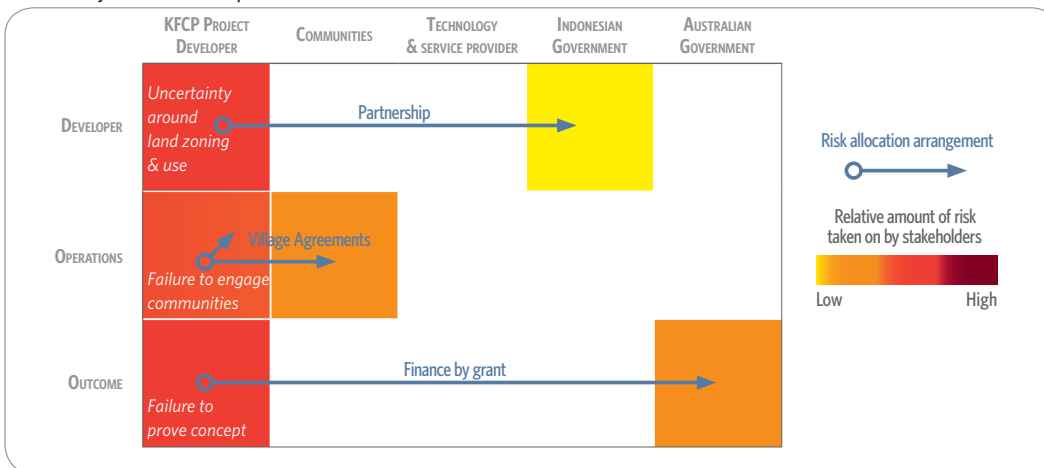 KFCP Project
Developer
Communities
Technology
& service provider
Indonesian
Government
Australian
Government
Developer
Uncertainty
around
land zoning
& use
Partnership
Operations
Village Agreements
Failure to engage
communities
Outcome
Finance by grant
Failure to
prove concept
Risk allocation arrangement
Relative amount of risk
taken on by stakeholders
Low High